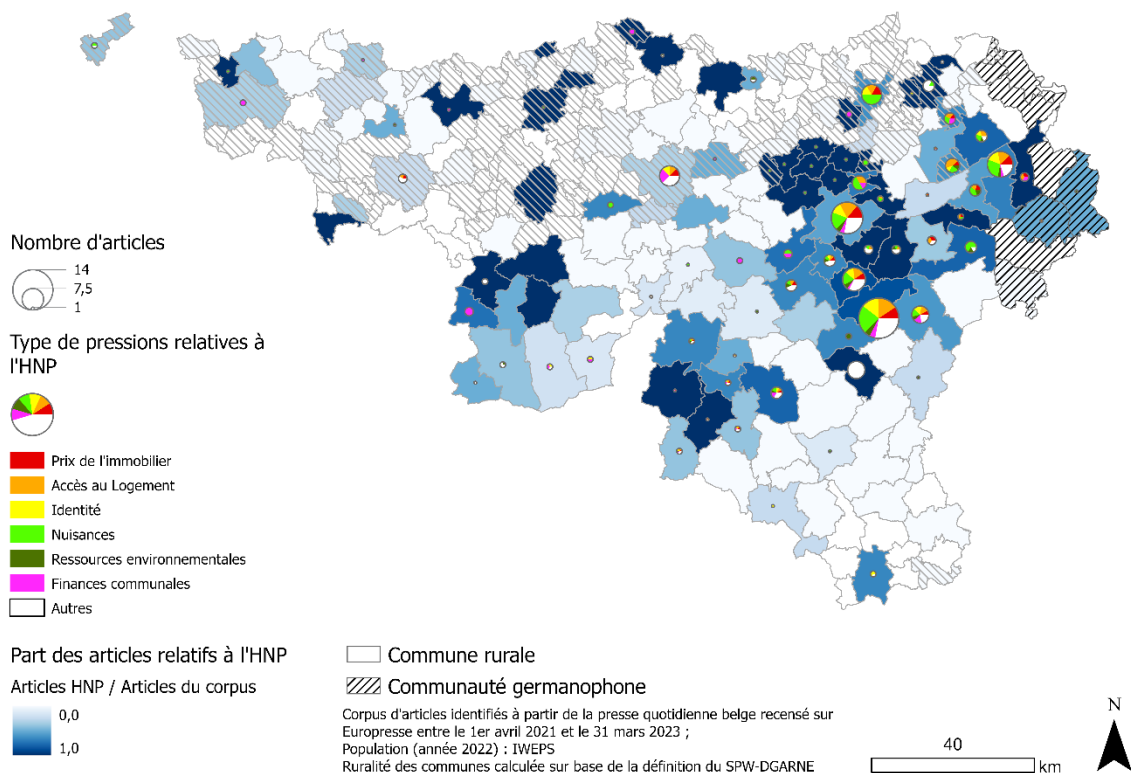 Nombre d'articles
14
7,5
1
Type de pressions relatives à
l'HNP
Prix de l'immobilier
Accès au Logement
Identité
Nuisances
Ressources environnementales
Finances communales
Autres
Part des articles relatifs à l'HNP
Articles HNP / Articles du corpus
0,0
1,0
Commune rurale
Communauté germanophone
Corpus d'articles identifiés à partir de la presse quotidienne belge recensé sur
Europresse entre le 1er avril 2021 et le 31 mars 2023 ;
Population (année 2022) : IWEPS
Ruralité des communes calculée sur base de la définition du SPW-DGARNE
40
km
N